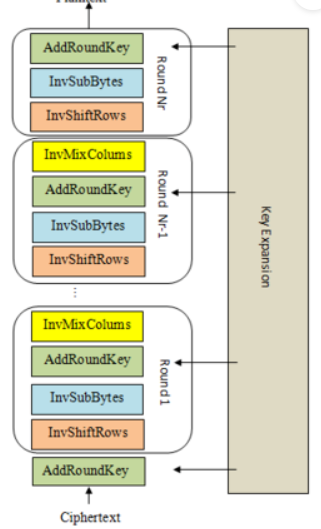 Plaintext
AddRoundKey
InvSubBytes
InvShiftRows
Round Nr
InvMixColums
AddRoundKey
InvSubBytes
InvShiftRows
Round Nr-1
...
InvMixColums
AddRoundKey
InvSubBytes
InvShiftRows
Round 1
AddRoundKey
Ciphertext
Key Expansion